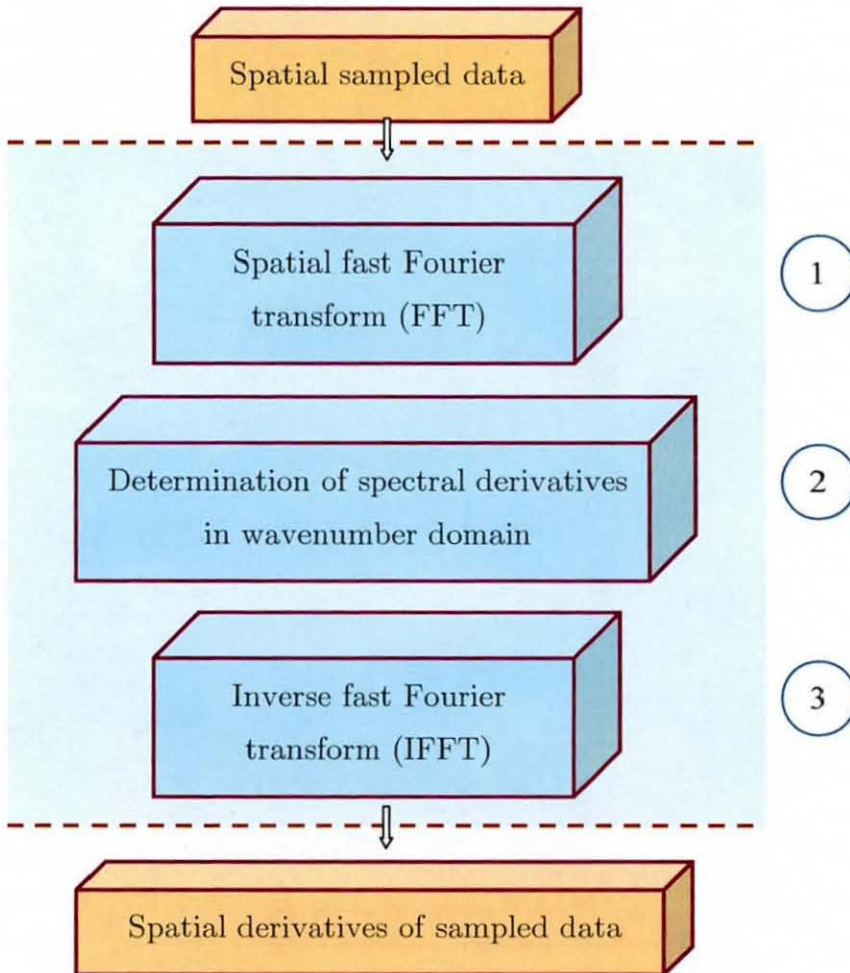 Spatial sampled data
Spatial fast Fourier
transform (FFT)
1
Determination of spectral derivatives
in wavenumber domain
2
Inverse fast Fourier
transform (IFFT)
3
Spatial derivatives of sampled data